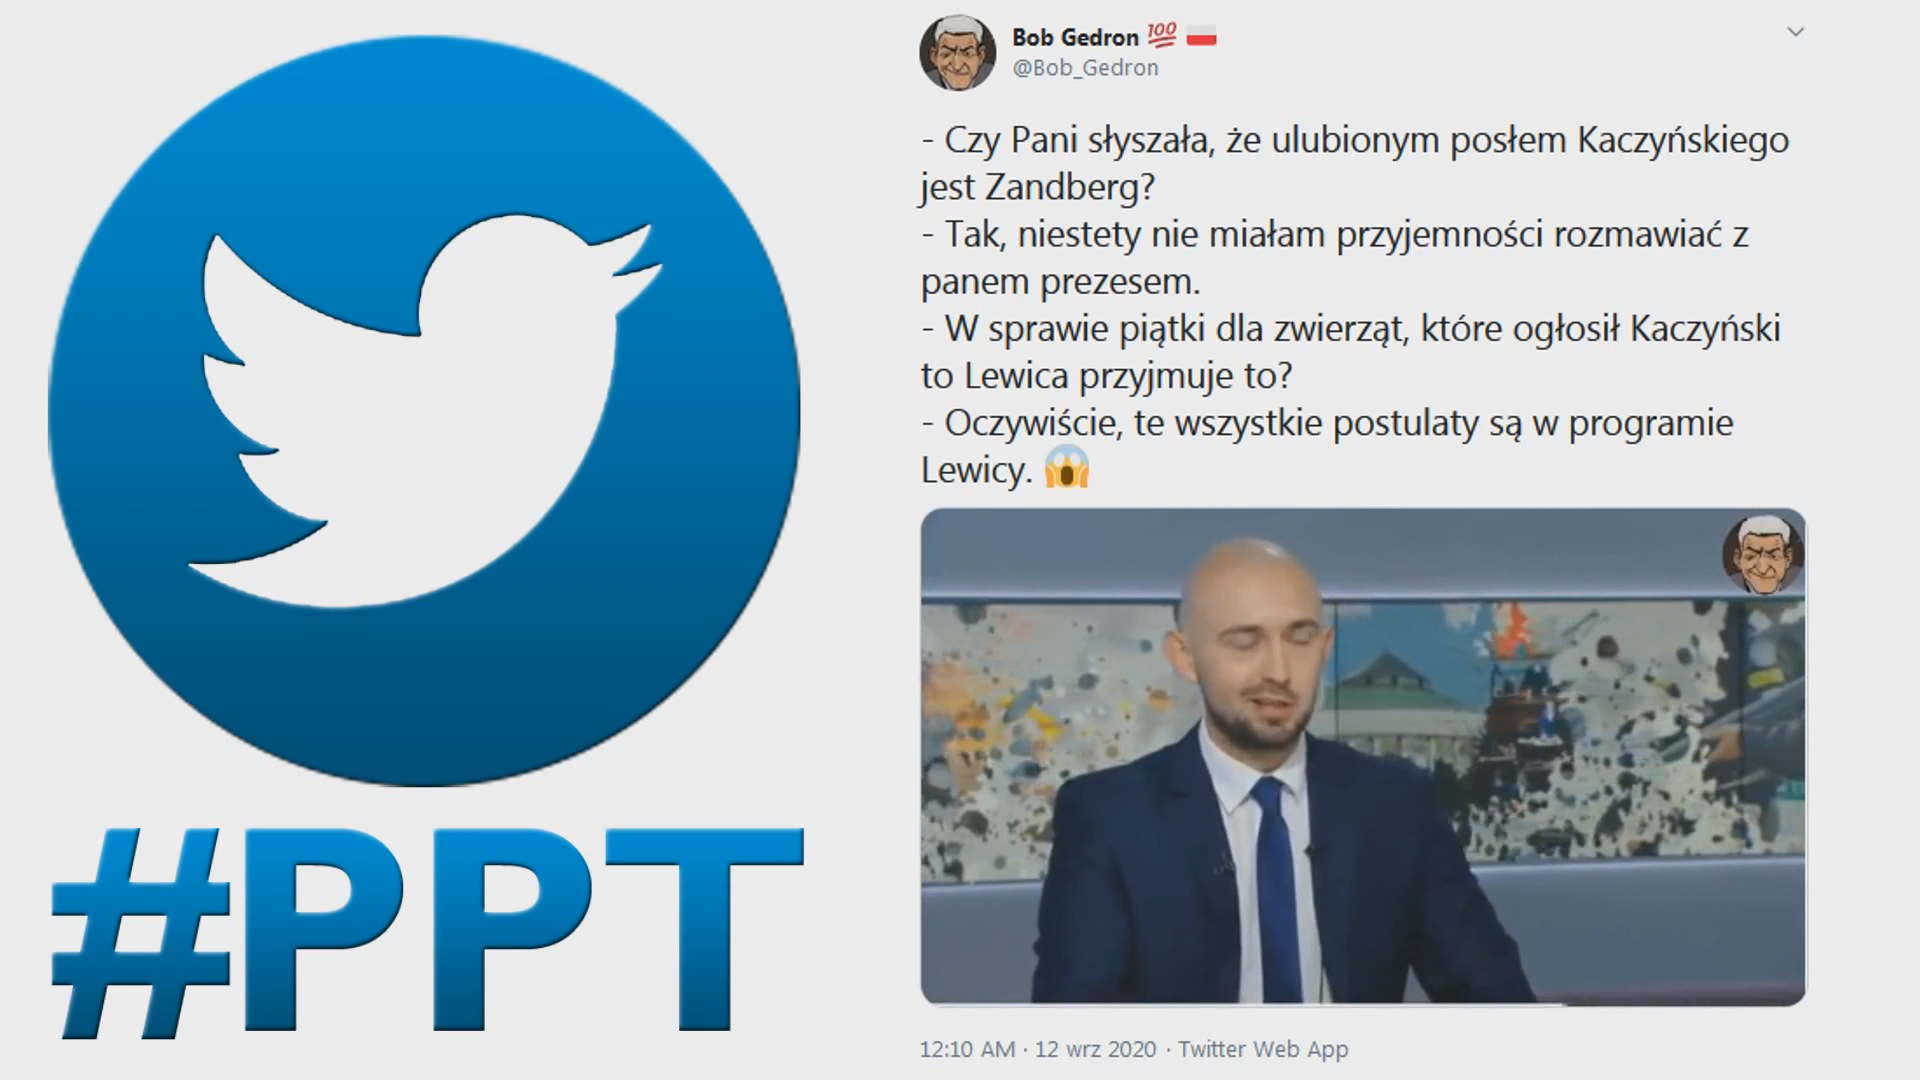 Bob Gedron 💯 🇵🇱
@Bob_Gedron
- Czy Pani słyszała, że ulubionym posłem Kaczyńskiego
jest Zandberg?
- Tak, niestety nie miałam przyjemności rozmawiać z
panem prezesem.
- W sprawie piątki dla zwierząt, które ogłosił Kaczyński
to Lewica przyjmuje to?
- Oczywiście, te wszystkie postulaty są w programie
Lewicy. 😱
12:10 AM · 12 wrz 2020 · Twitter Web App
#PPT